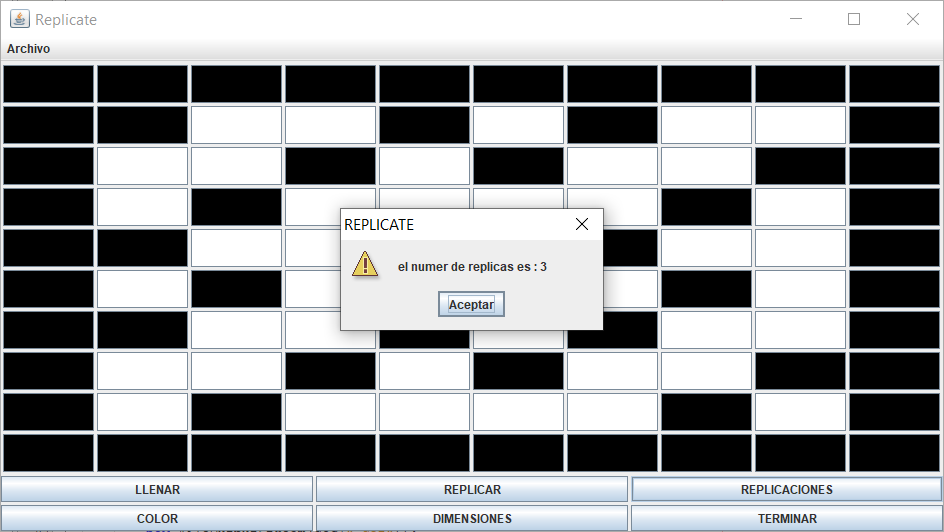 Replicate
Archivo
REPLICATE
el numer de replicas es : 3
Aceptar
LLENAR REPLICAR REPLICACIONES
COLOR DIMENSIONES TERMINAR